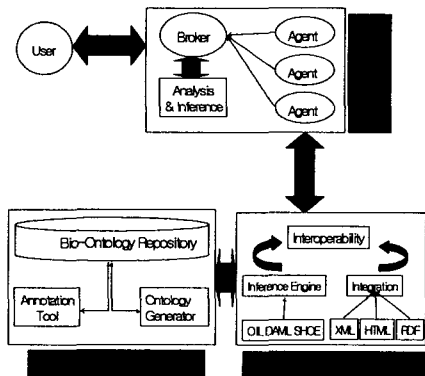 User
Broker
Agent
Agent
Agent
Analysis
& Inference
Bio-Ontology Repository
Annotation
Tool
Ontology
Generator
Interoperability
Inference Engine
Integration
OIL DAML SHOE
XML
HTML
RDF